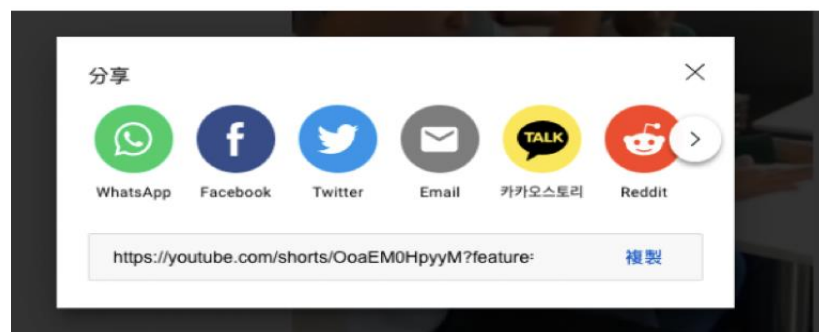 分享
TALK
WhatsApp Facebook Twitter Email 카카오스토리 Reddit
https://youtube.com/shorts/OoaEM0HpyyM?feature= 複製